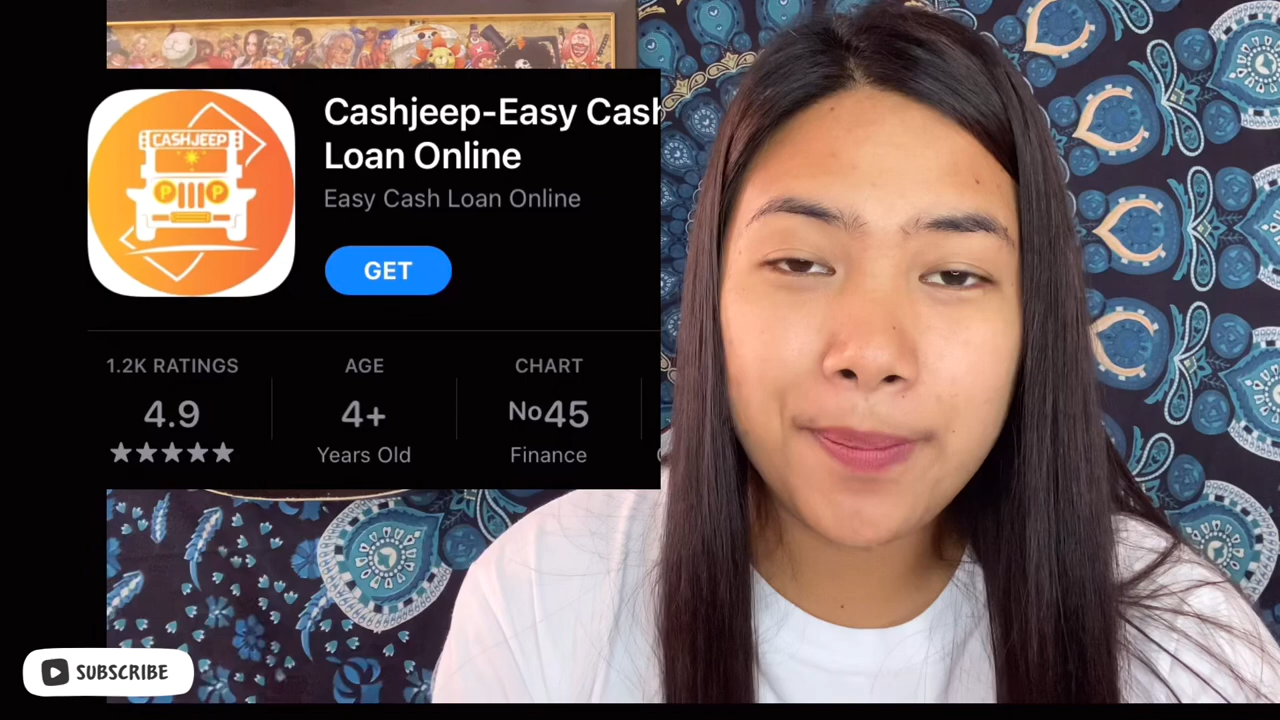 CASHJEEP
P P
Cashjeep-Easy Cash
Loan Online
Easy Cash Loan Online
GET
1.2K RATINGS
AGE
CHART
4.9
4+
No45
Years Old
Finance
SUBSCRIBE